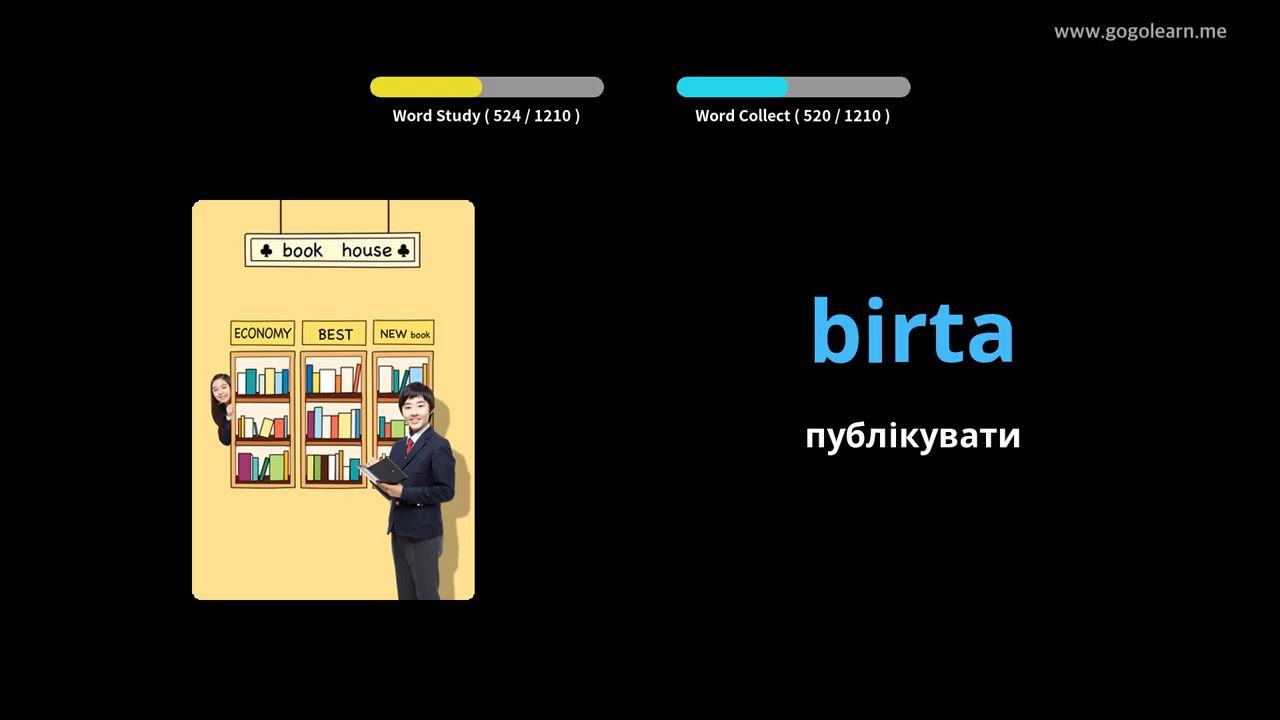 www.gogolearn.me
Word Study ( 524 / 1210 )
Word Collect ( 520 / 1210 )
♣ book house ♣
ECONOMY
BEST
NEW book
birta
публікувати